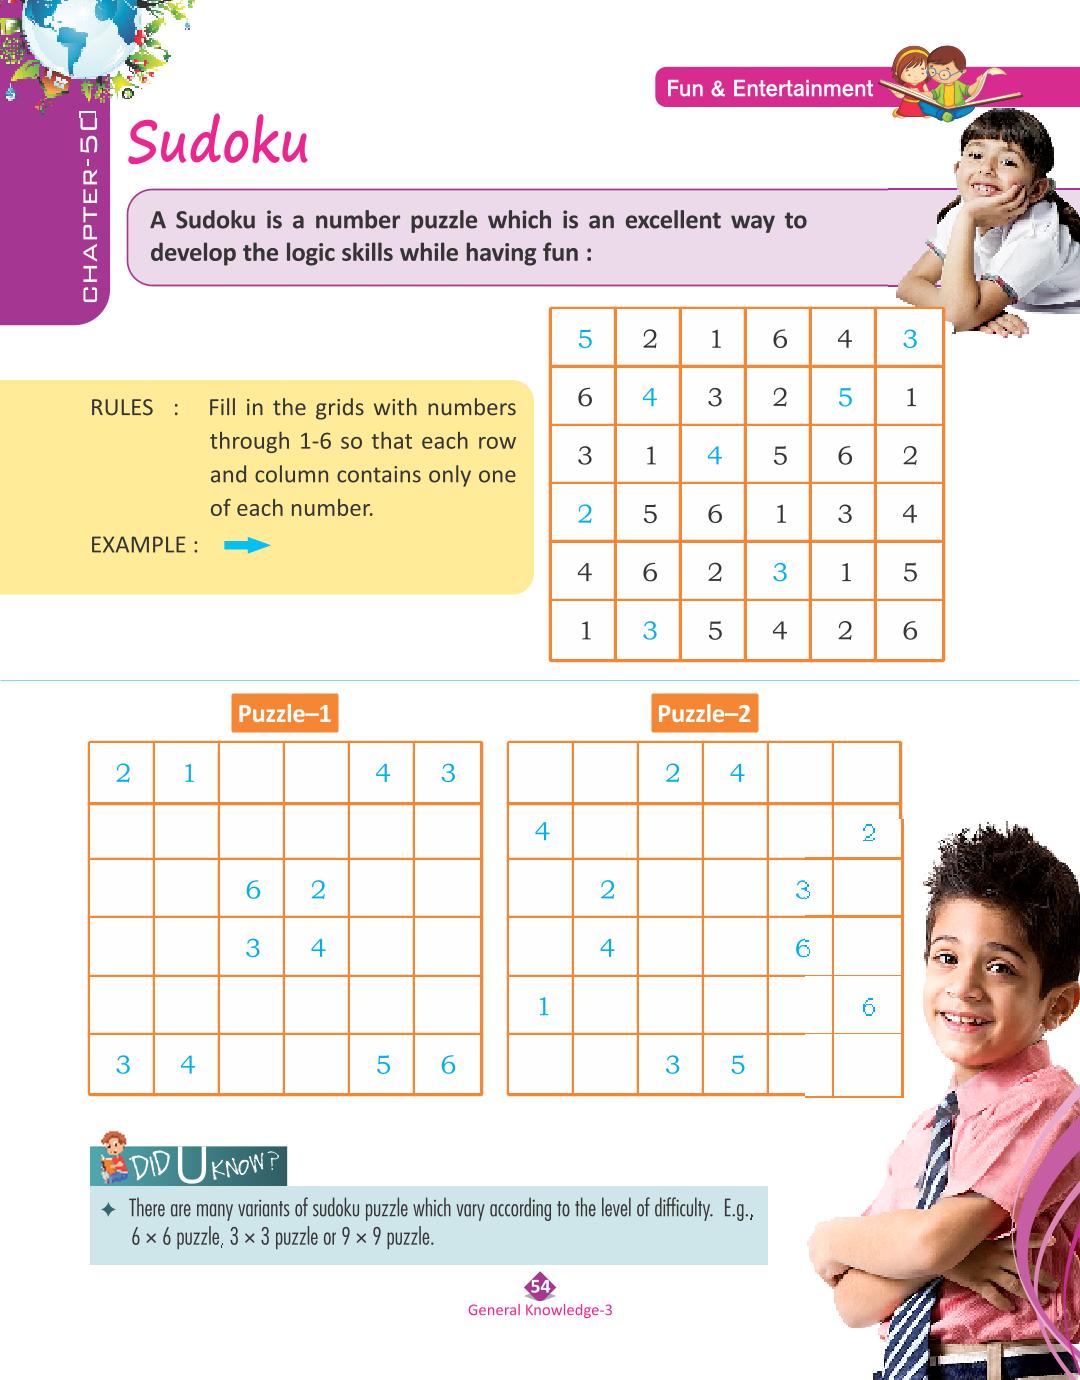 Fun & Entertainment
CHAPTER-50
Sudoku
A Sudoku is a number puzzle which is an excellent way to
develop the logic skills while having fun :
RULES : Fill in the grids with numbers
through 1-6 so that each row
and column contains only one
of each number.
EXAMPLE :
5 2 1 6 4 3
6 4 3 2 5 1
3 1 4 5 6 2
2 5 6 1 3 4
4 6 2 3 1 5
1 3 5 4 2 6
Puzzle–1
2 1 4 3
6 2
3 4
3 4 5 6
Puzzle–2
2 4
4 2
2 3
4 6
1 6
3 5
DID U KNOW?
There are many variants of sudoku puzzle which vary according to the level of difficulty. E.g.,
6 × 6 puzzle, 3 × 3 puzzle or 9 × 9 puzzle.
54
General Knowledge-3